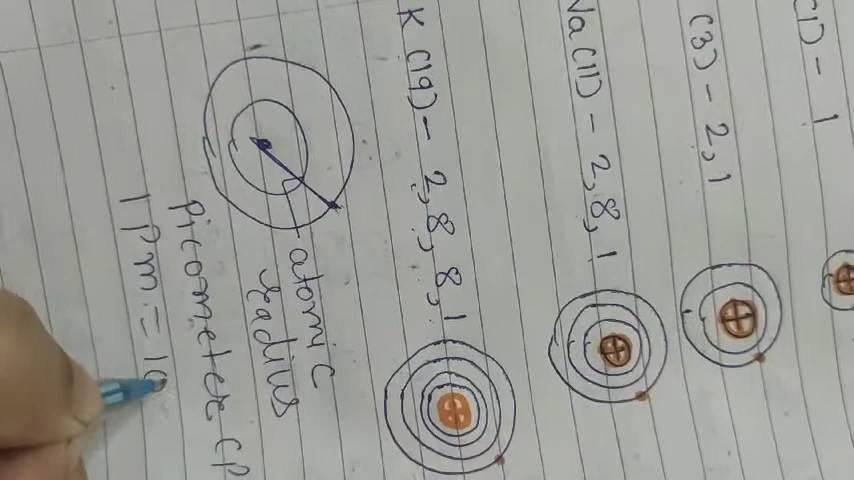 (1) - 1
(3) - 2,1
Na (11) - 2,8,1
K (19) - 2,8,8,1
atomic
radius
Picometer (P
1 Pm = 10